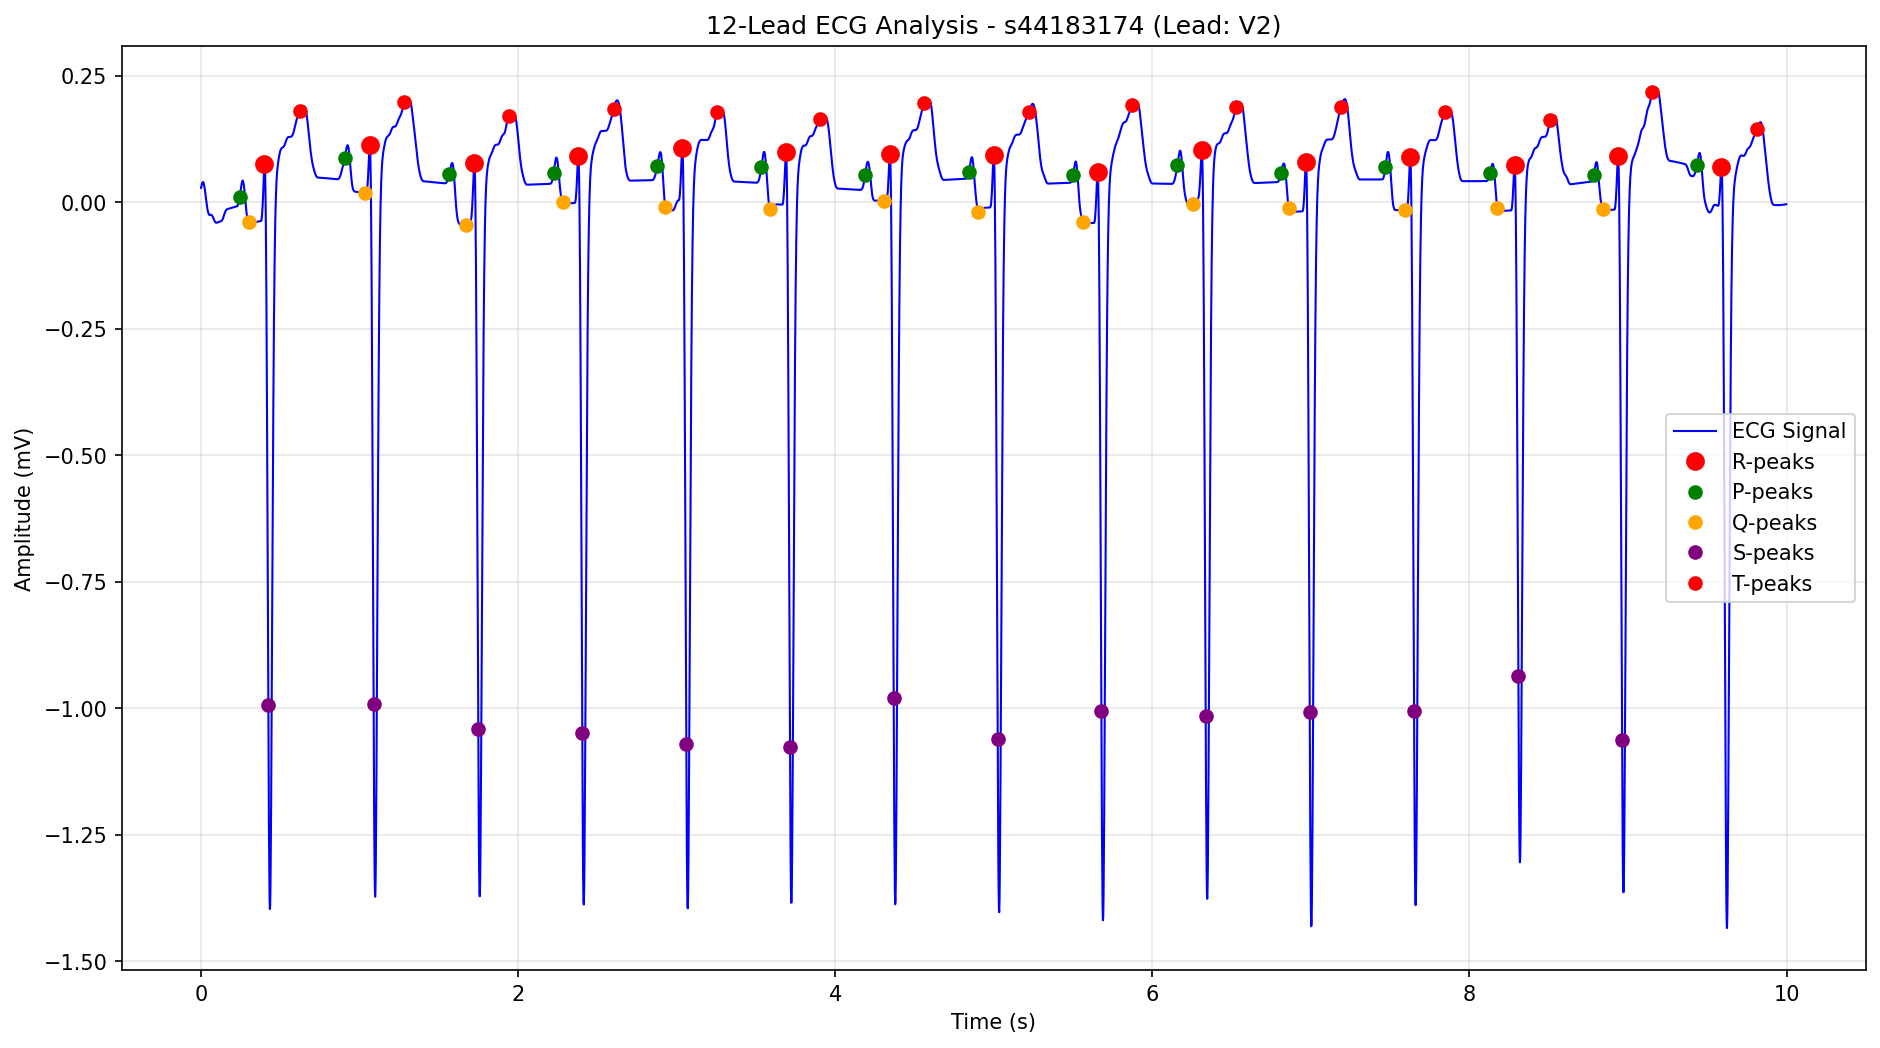 12-Lead ECG Analysis - s44183174 (Lead: V2)
0.25
0.00
−0.25
−0.50
−0.75
−1.00
−1.25
−1.50
Amplitude (mV)
ECG Signal
R-peaks
P-peaks
Q-peaks
S-peaks
T-peaks
0 2 4 6 8 10
Time (s)